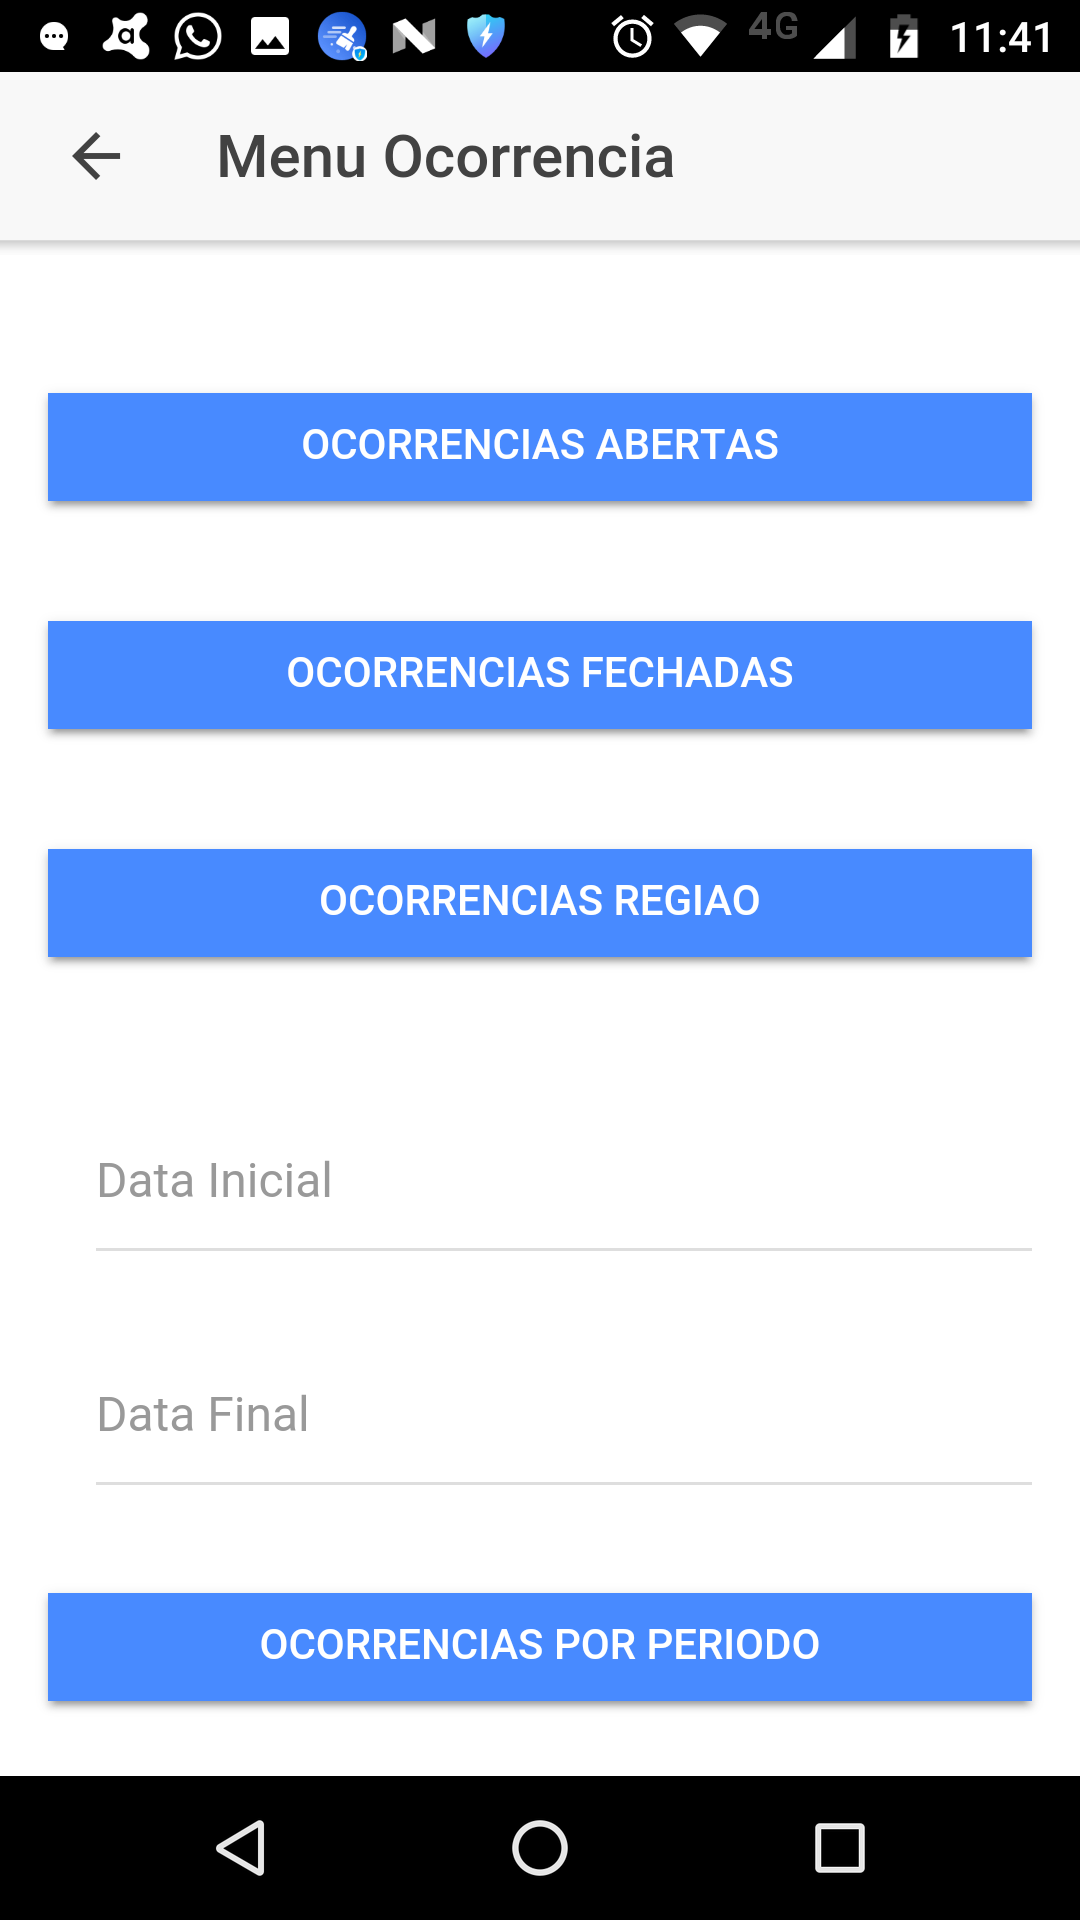 4G 11:41
Menu Ocorrencia
OCORRENCIAS ABERTAS
OCORRENCIAS FECHADAS
OCORRENCIAS REGIAO
Data Inicial
Data Final
OCORRENCIAS POR PERIODO